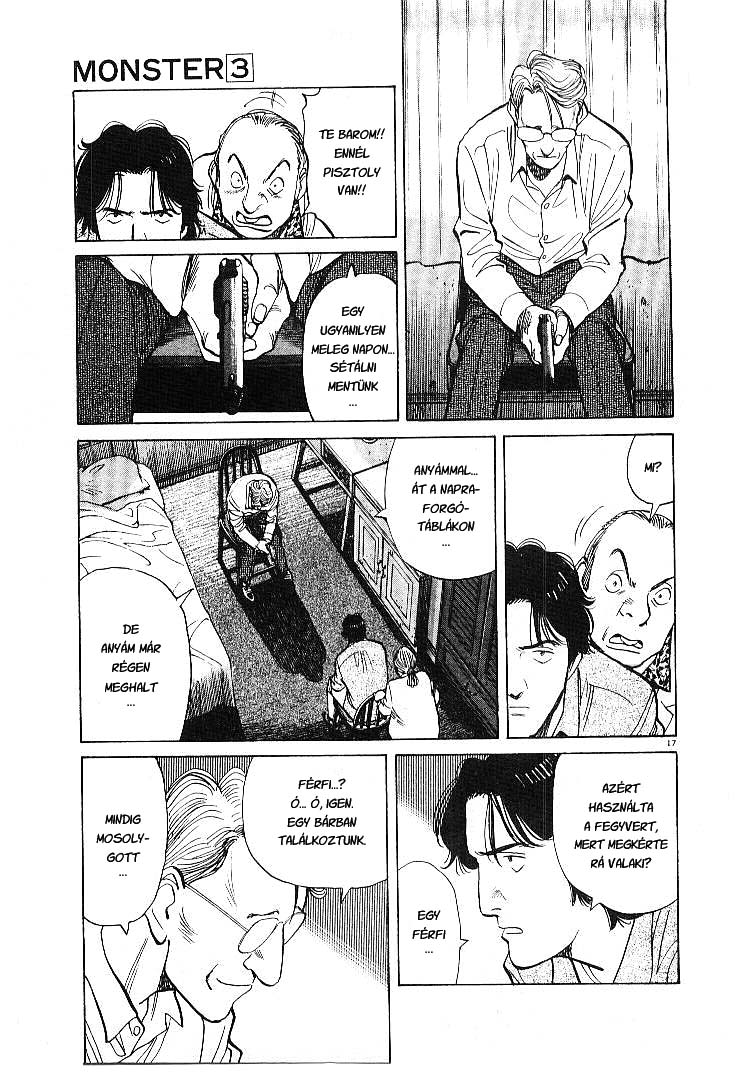 MONSTER 3
TE BAROM!!
ENNÉL
PISZTOLY
VAN!!
EGY
UGYANILYEN
MELEG NAPON...
SÉTÁLNI
MENTÜNK
...
MI?
ANYÁMMAL...
ÁT A NAPRA-
FORGÓ-
TÁBLÁKON
...
DE
ANYÁM MÁR
RÉGEN
MEGHALT
...
17
AZÉRT
HASZNÁLTA
A FEGYVERT,
MERT MEGKÉRTE
RÁ VALAKI?
EGY
FÉRFI
...
FÉRFI...?
Ó... Ó, IGEN.
EGY BÁRBAN
TALÁLKOZTUNK.
MINDIG
MOSOLY-
GOTT
...